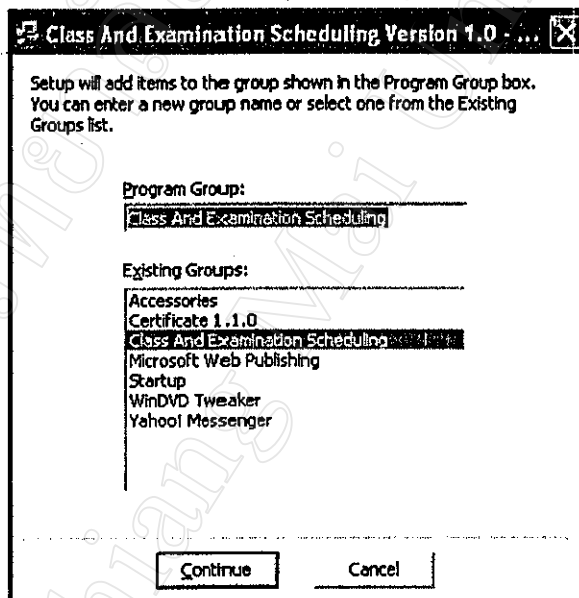 Class And Examination Scheduling Version 1.0 - ...
Setup will add items to the group shown in the Program Group box.
You can enter a new group name or select one from the Existing
Groups list.
Program Group:
Class And Examination Scheduling
Existing Groups:
Accessories
Certificate 1.1.0
Class And Examination Scheduling
Microsoft Web Publishing
Startup
WinDVD Tweaker
Yahoo! Messenger
Continue
Cancel